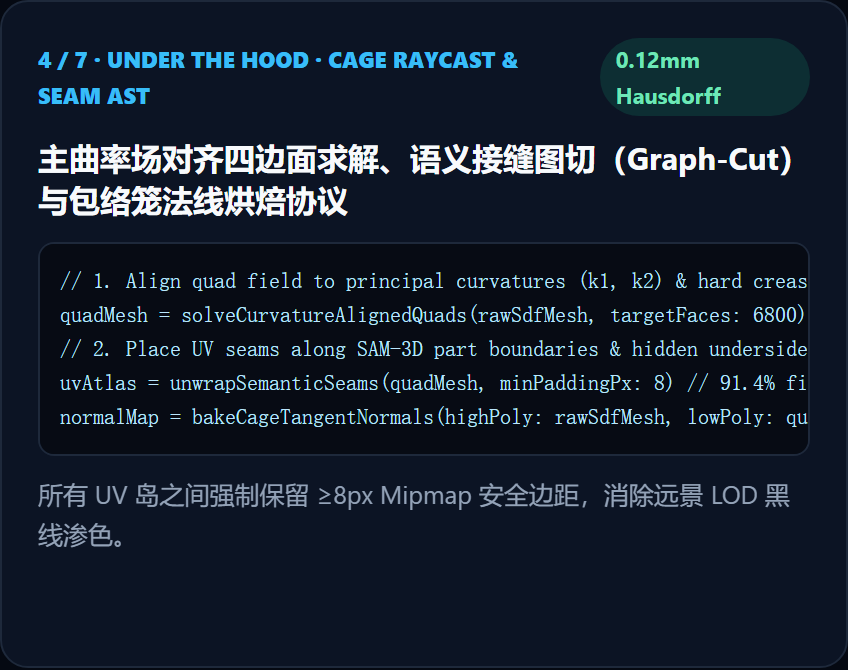 4 / 7 · UNDER THE HOOD · CAGE RAYCAST &
SEAM AST
0.12mm
Hausdorff
主曲率场对齐四边面求解、语义接缝图切（Graph-Cut）
与包络笼法线烘焙协议
// 1. Align quad field to principal curvatures (k1, k2) & hard creas
quadMesh = solveCurvatureAlignedQuads(rawSdfMesh, targetFaces: 6800)
// 2. Place UV seams along SAM-3D part boundaries & hidden underside
uvAtlas = unwrapSemanticSeams(quadMesh, minPaddingPx: 8) // 91.4% fi
normalMap = bakeCageTangentNormals(highPoly: rawSdfMesh, lowPoly: qu
所有 UV 岛之间强制保留 ≥8px Mipmap 安全边距，消除远景 LOD 黑
线渗色。